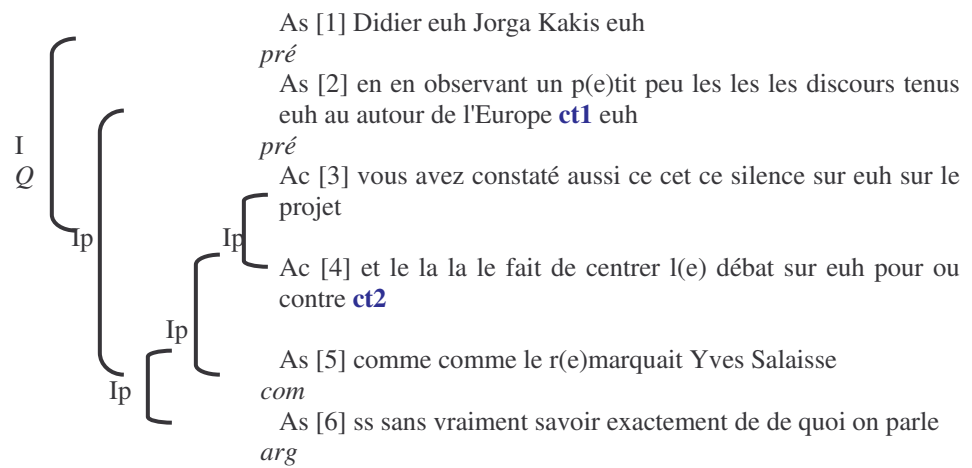 As [1] Didier euh Jorga Kakis euh
pré
As [2] en en observant un p(e)tit peu les les les discours tenus
euh au autour de l'Europe ct1 euh
pré
I
Q
Ac [3] vous avez constaté aussi ce cet ce silence sur euh sur le
projet
Ip
Ip
Ac [4] et le la la le fait de centrer l(e) débat sur euh pour ou
contre ct2
Ip
As [5] comme comme le r(e)marquait Yves Salaisse
com
Ip
As [6] ss sans vraiment savoir exactement de de quoi on parle
arg